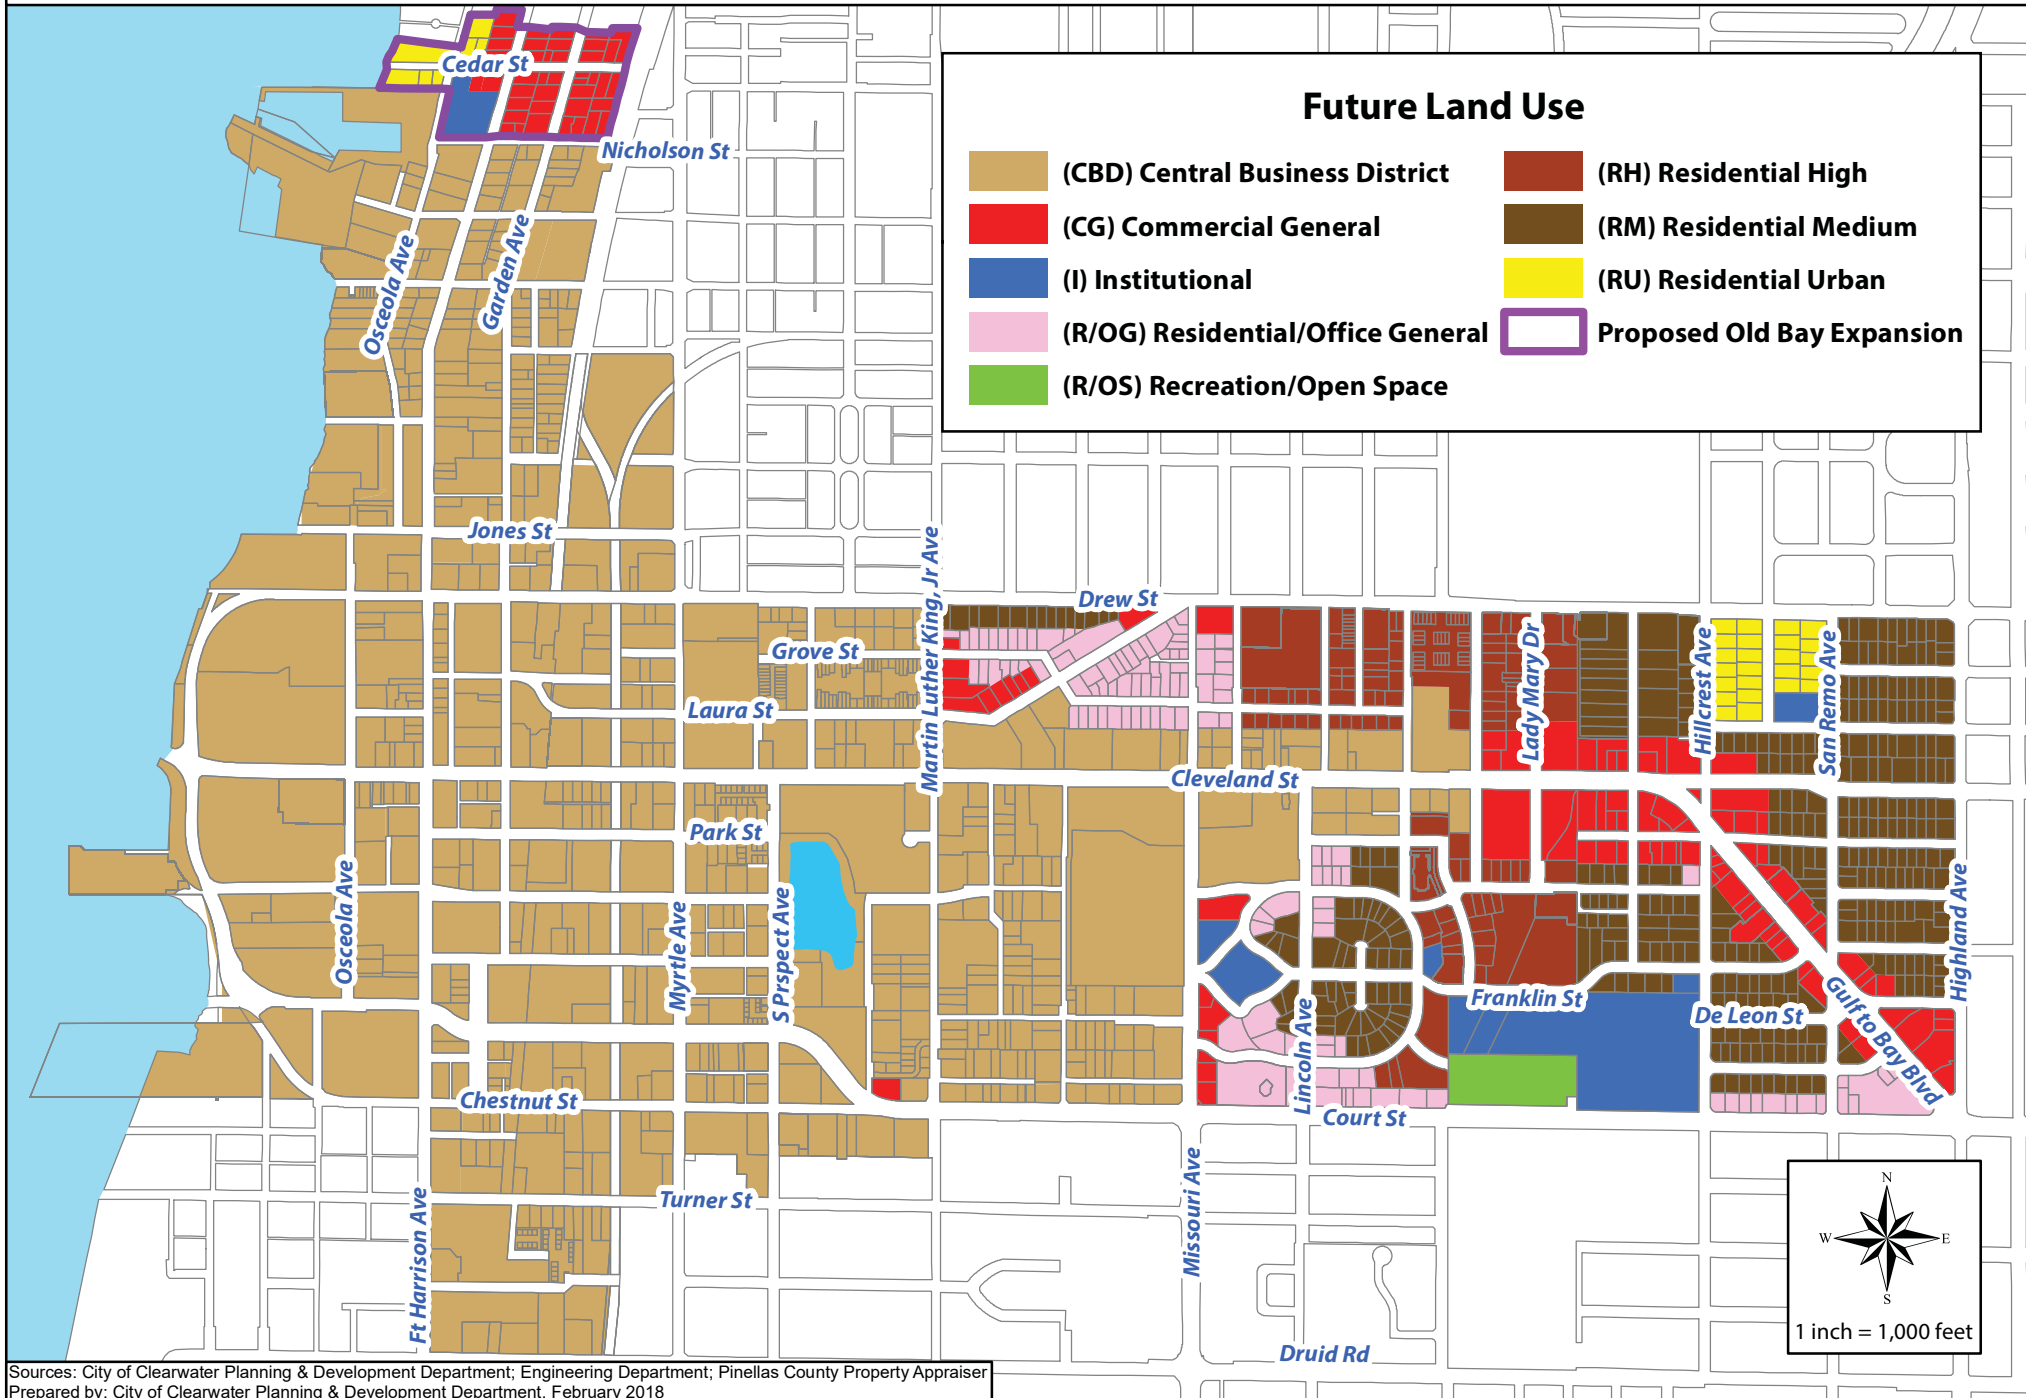 Cedar St
Nicholson St
Future Land Use
(CBD) Central Business District
(CG) Commercial General
(I) Institutional
(R/OG) Residential/Office General
(R/OS) Recreation/Open Space
(RH) Residential High
(RM) Residential Medium
(RU) Residential Urban
Proposed Old Bay Expansion
Osceola Ave
Garden Ave
Jones St
Martin Luther King, Jr Ave
Drew St
Grove St
Laura St
Lady Mary Dr
Hillcrest Ave
San Remo Ave
Cleveland St
Park St
Osceola Ave
Myrtle Ave
S Prspect Ave
Highland Ave
Franklin St
De Leon St
Gulf to Bay Blvd
Lincoln Ave
Chestnut St
Court St
Missouri Ave
Turner St
Ft Harrison Ave
Druid Rd
N
W
E
S
1 inch = 1,000 feet
Sources: City of Clearwater Planning & Development Department; Engineering Department; Pinellas County Property Appraiser
Prepared by: City of Clearwater Planning & Development Department, February 2018